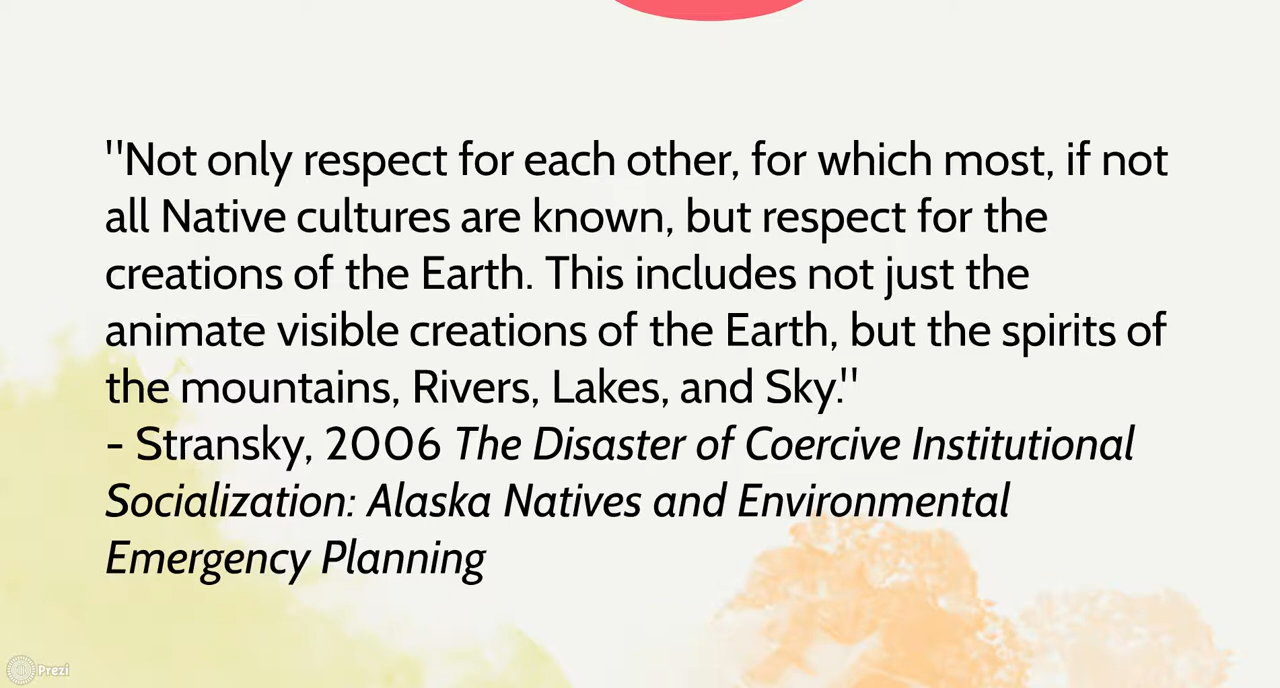 "Not only respect for each other, for which most, if not
all Native cultures are known, but respect for the
creations of the Earth. This includes not just the
animate visible creations of the Earth, but the spirits of
the mountains, Rivers, Lakes, and Sky."
- Stransky, 2006 The Disaster of Coercive Institutional
Socialization: Alaska Natives and Environmental
Emergency Planning
Prezi